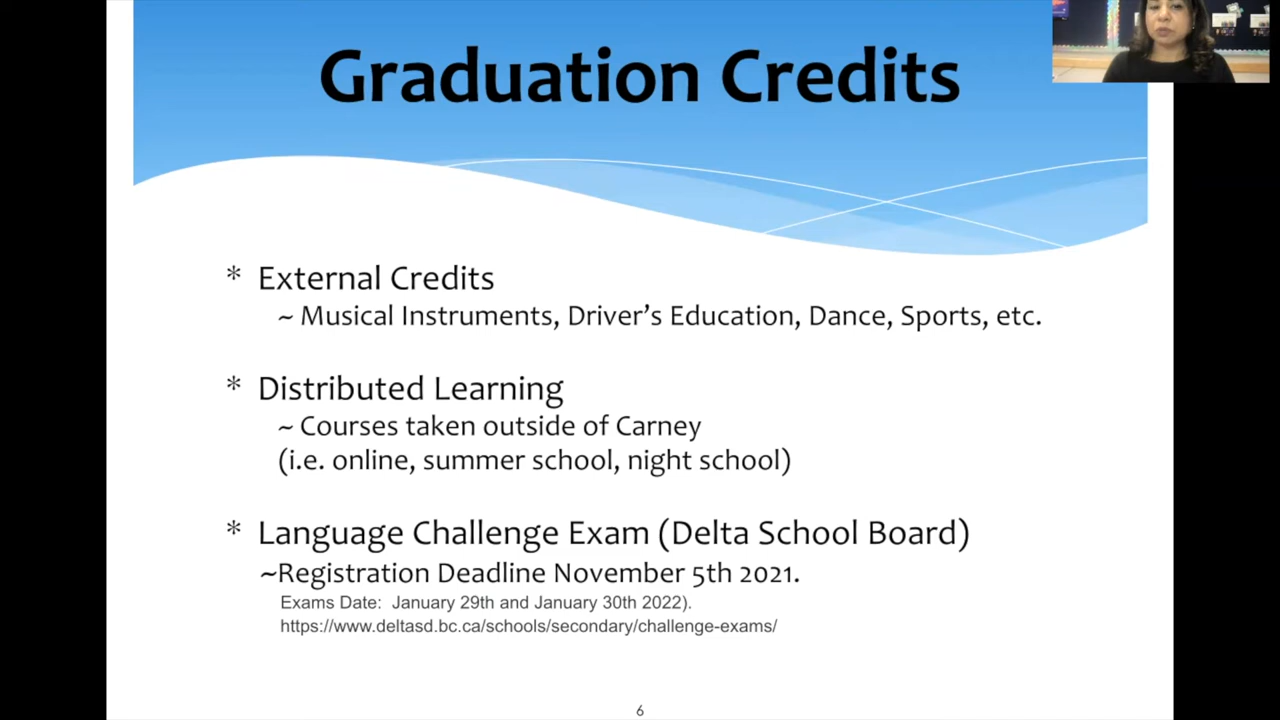 Graduation Credits
* External Credits
~ Musical Instruments, Driver's Education, Dance, Sports, etc.
* Distributed Learning
~ Courses taken outside of Carney
(i.e. online, summer school, night school)
* Language Challenge Exam (Delta School Board)
~Registration Deadline November 5th 2021.
Exams Date: January 29th and January 30th 2022).
https://www.deltasd.bc.ca/schools/secondary/challenge-exams/
6